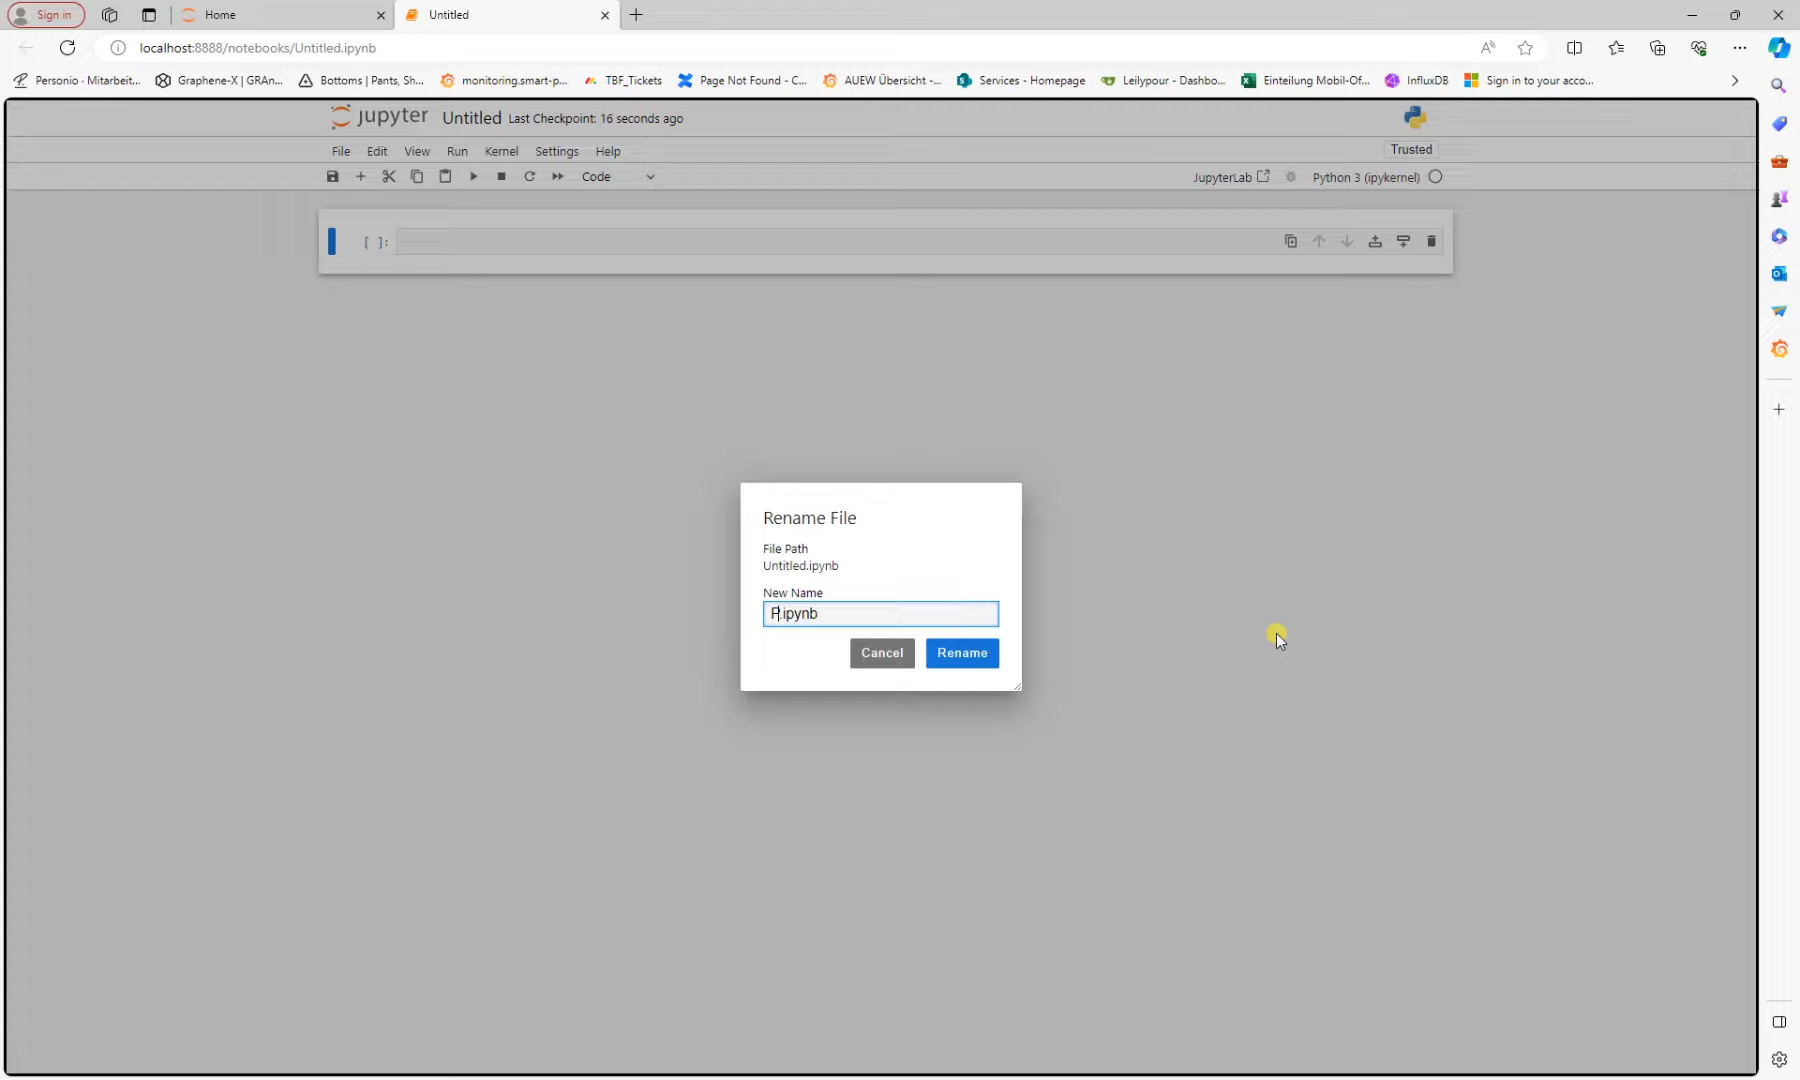 Sign in
Home
Untitled
localhost:8888/notebooks/Untitled.ipynb
Personio - Mitarbeit...
Graphene-X | GRAn...
Bottoms | Pants, Sh...
monitoring.smart-p...
TBF_Tickets
Page Not Found - C...
AUEW Übersicht -...
Services - Homepage
Leilypour - Dashbo...
Einteilung Mobil-Of...
InfluxDB
Sign in to your acco...
jupyter Untitled Last Checkpoint: 16 seconds ago
File Edit View Run Kernel Settings Help
Trusted
Code
JupyterLab
Python 3 (ipykernel)
[ ]:
Rename File
File Path
Untitled.ipynb
New Name
F.ipynb
Cancel
Rename